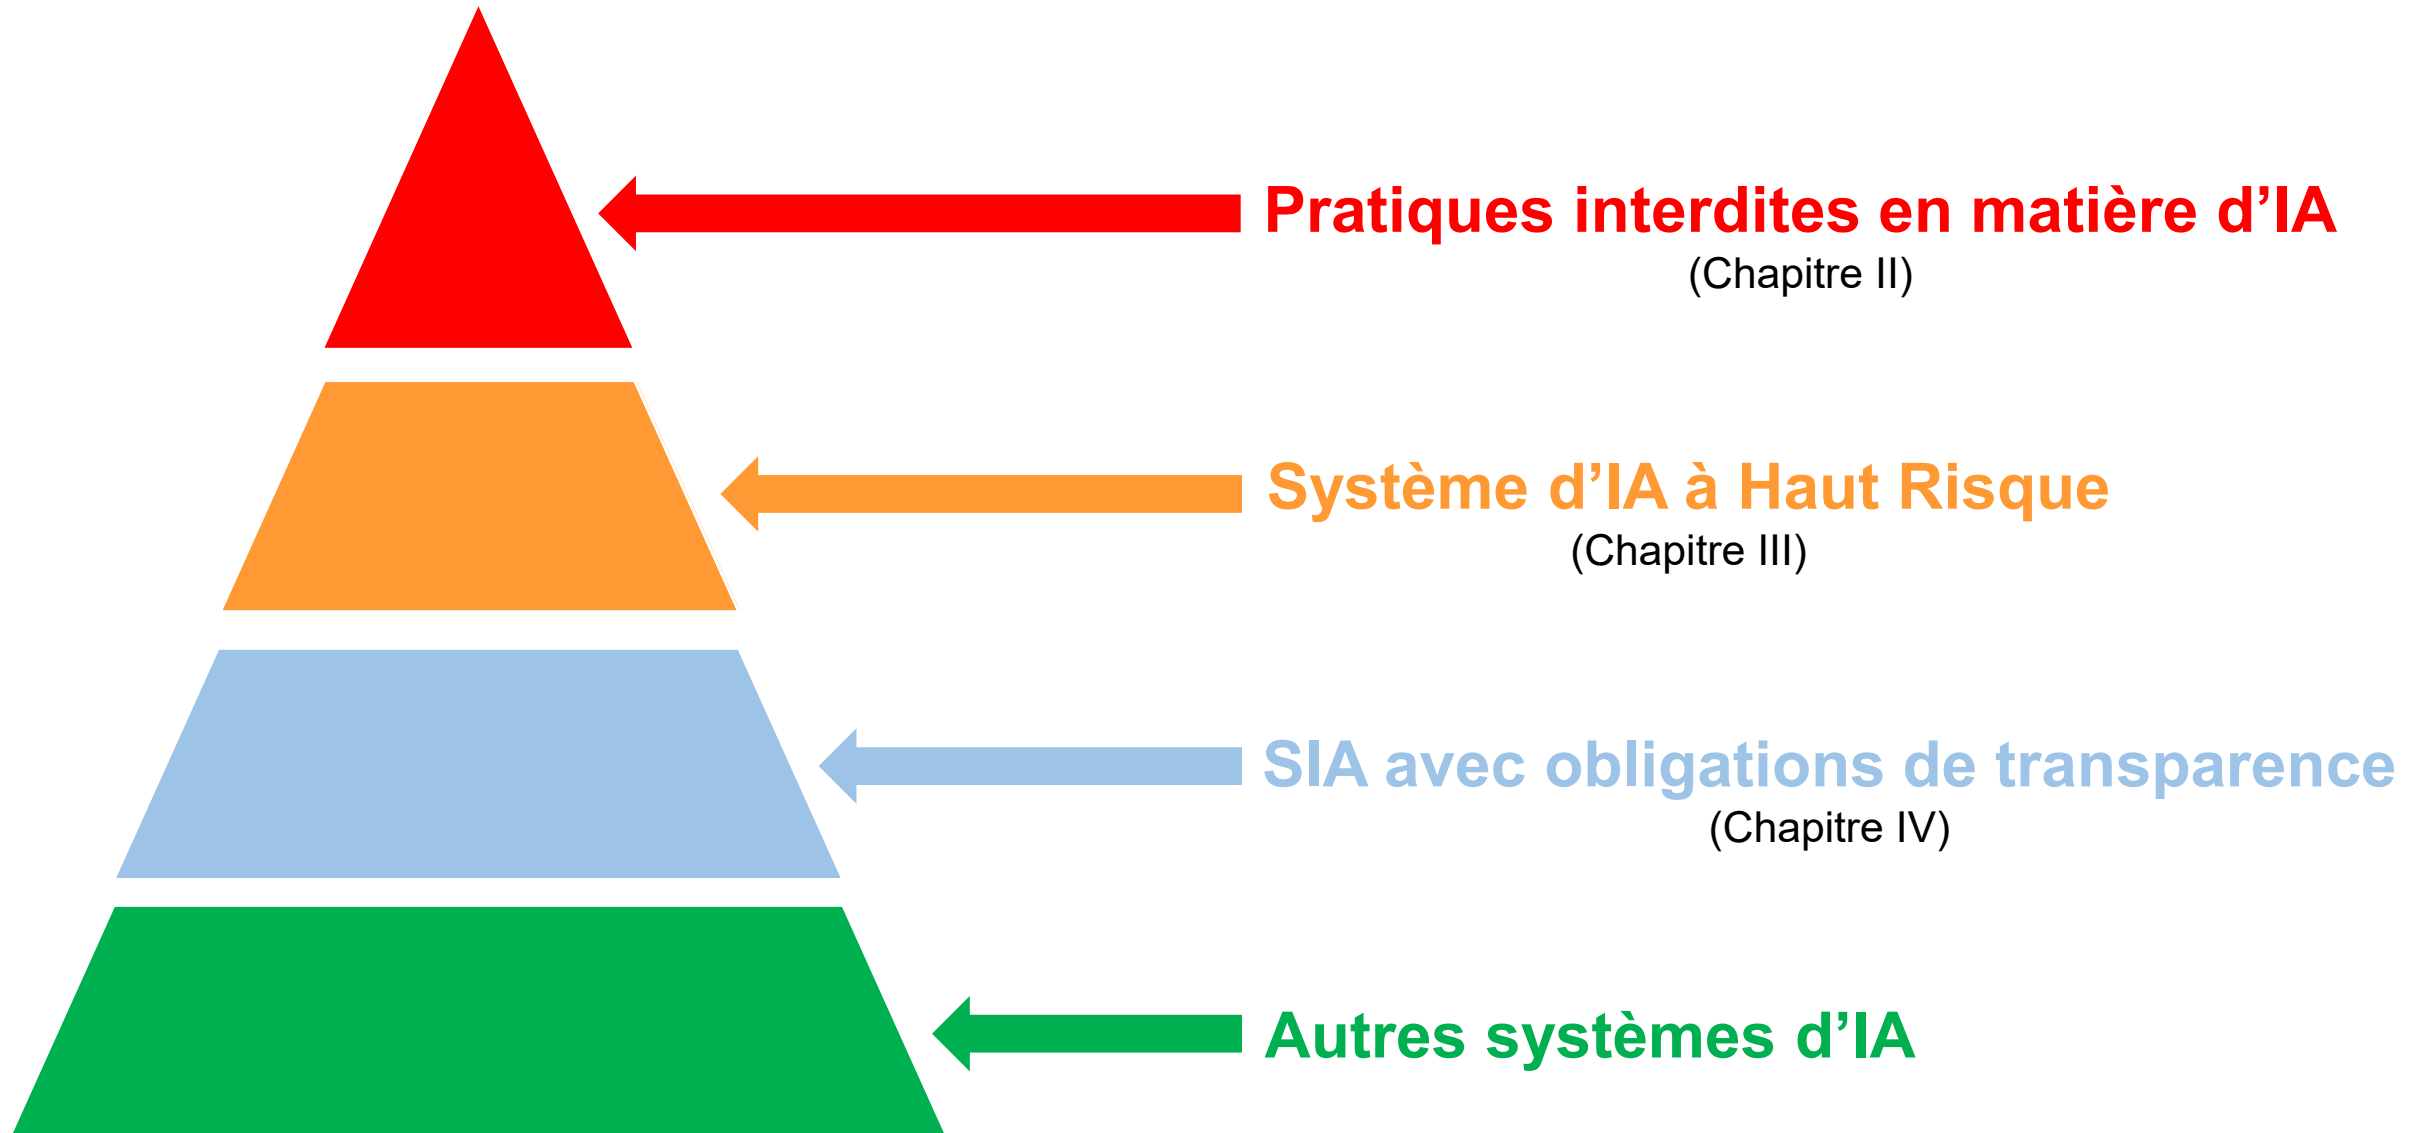 Pratiques interdites en matière d’IA
(Chapitre II)
Système d’IA à Haut Risque
(Chapitre III)
SIA avec obligations de transparence
(Chapitre IV)
Autres systèmes d’IA